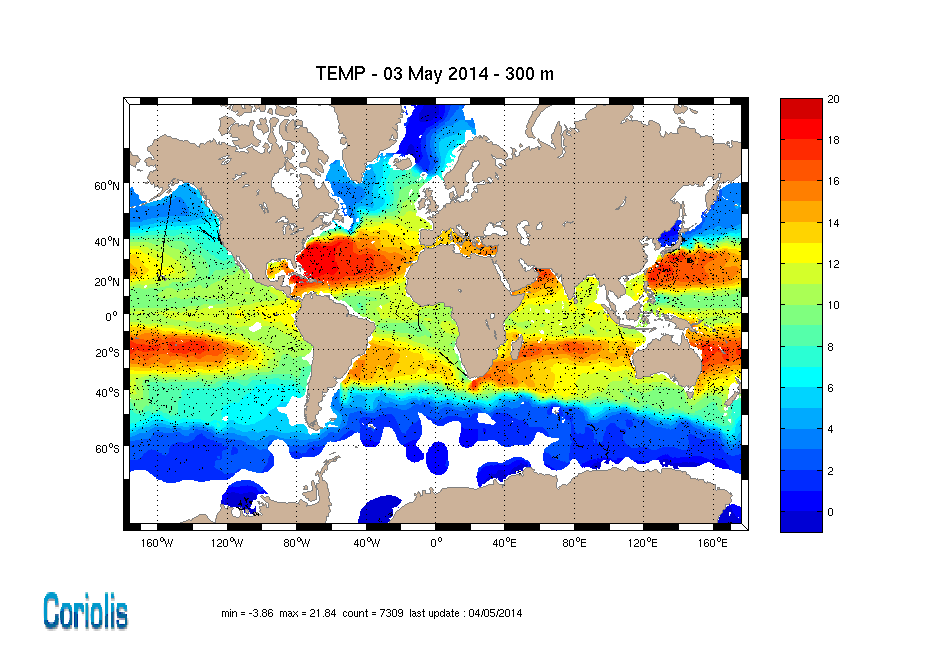 TEMP - 03 May 2014 - 300 m
20
18
16
14
12
10
8
6
4
2
0
60°N
40°N
20°N
0°
20°S
40°S
60°S
160°W 120°W 80°W 40°W 0° 40°E 80°E 120°E 160°E
Coriolis
min = -3.86 max = 21.84 count = 7309 last update : 04/05/2014